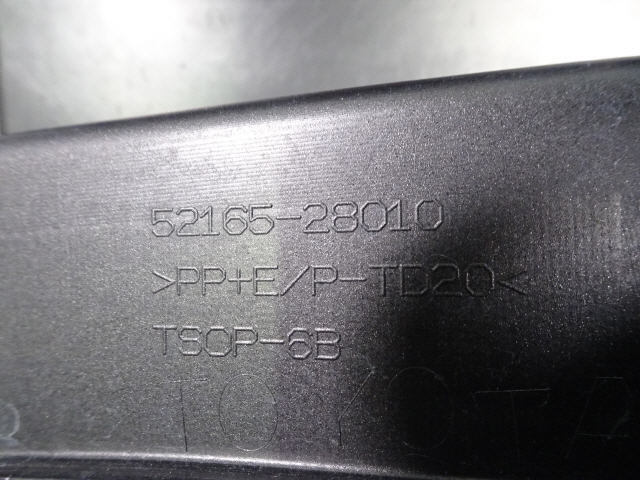 52165-28010
>PP+E/P-TD20<
TSOP-6B
TOYOTA